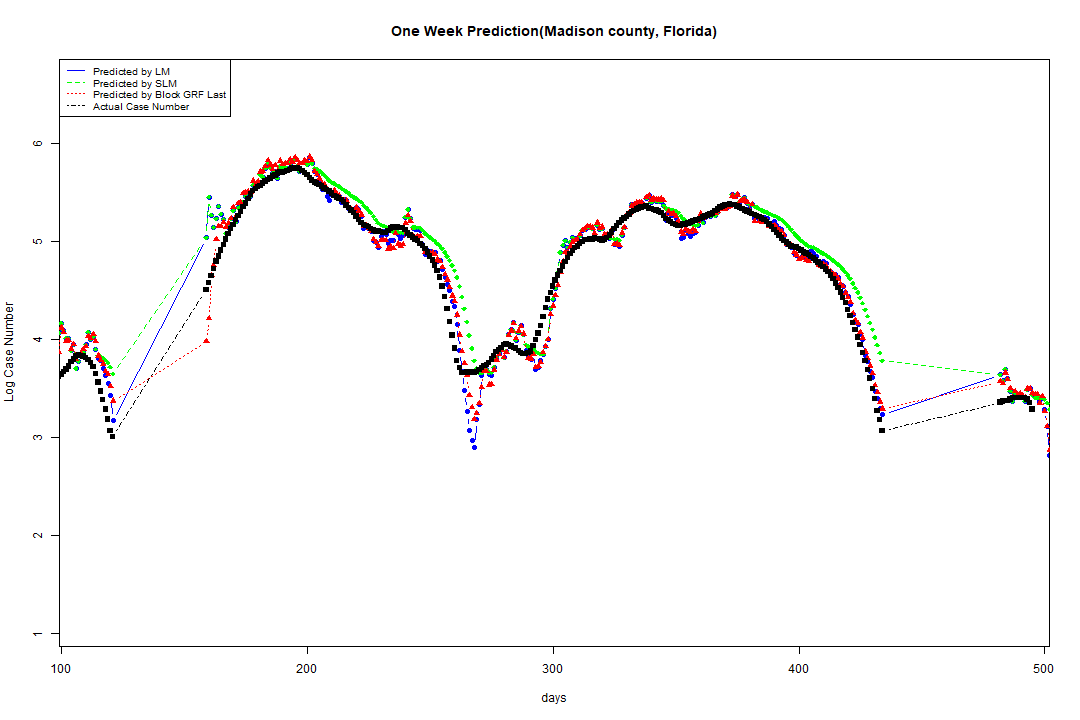 One Week Prediction(Madison county, Florida)
Predicted by LM
Predicted by SLM
Predicted by Block GRF Last
Actual Case Number
6
5
4
3
2
1
Log Case Number
100 200 300 400 500
days